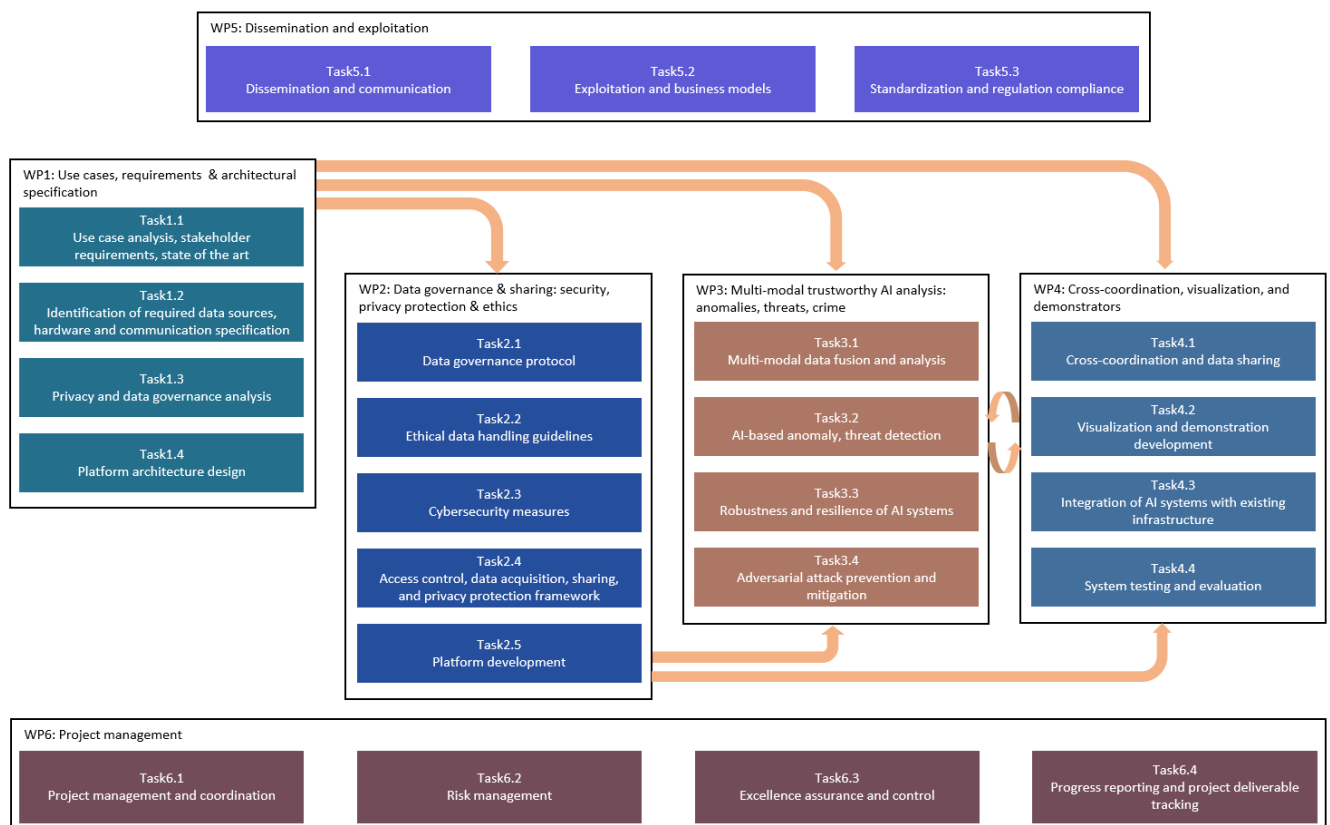 WP5: Dissemination and exploitation
Task5.1
Dissemination and communication
Task5.2
Exploitation and business models
Task5.3
Standardization and regulation compliance
WP1: Use cases, requirements & architectural
specification
Task1.1
Use case analysis, stakeholder
requirements, state of the art
Task1.2
Identification of required data sources,
hardware and communication specification
Task1.3
Privacy and data governance analysis
Task1.4
Platform architecture design
WP2: Data governance & sharing: security,
privacy protection & ethics
Task2.1
Data governance protocol
Task2.2
Ethical data handling guidelines
Task2.3
Cybersecurity measures
Task2.4
Access control, data acquisition, sharing,
and privacy protection framework
Task2.5
Platform development
WP3: Multi-modal trustworthy AI analysis:
anomalies, threats, crime
Task3.1
Multi-modal data fusion and analysis
Task3.2
AI-based anomaly, threat detection
Task3.3
Robustness and resilience of AI systems
Task3.4
Adversarial attack prevention and
mitigation
WP4: Cross-coordination, visualization, and
demonstrators
Task4.1
Cross-coordination and data sharing
Task4.2
Visualization and demonstration
development
Task4.3
Integration of AI systems with existing
infrastructure
Task4.4
System testing and evaluation
WP6: Project management
Task6.1
Project management and coordination
Task6.2
Risk management
Task6.3
Excellence assurance and control
Task6.4
Progress reporting and project deliverable
tracking